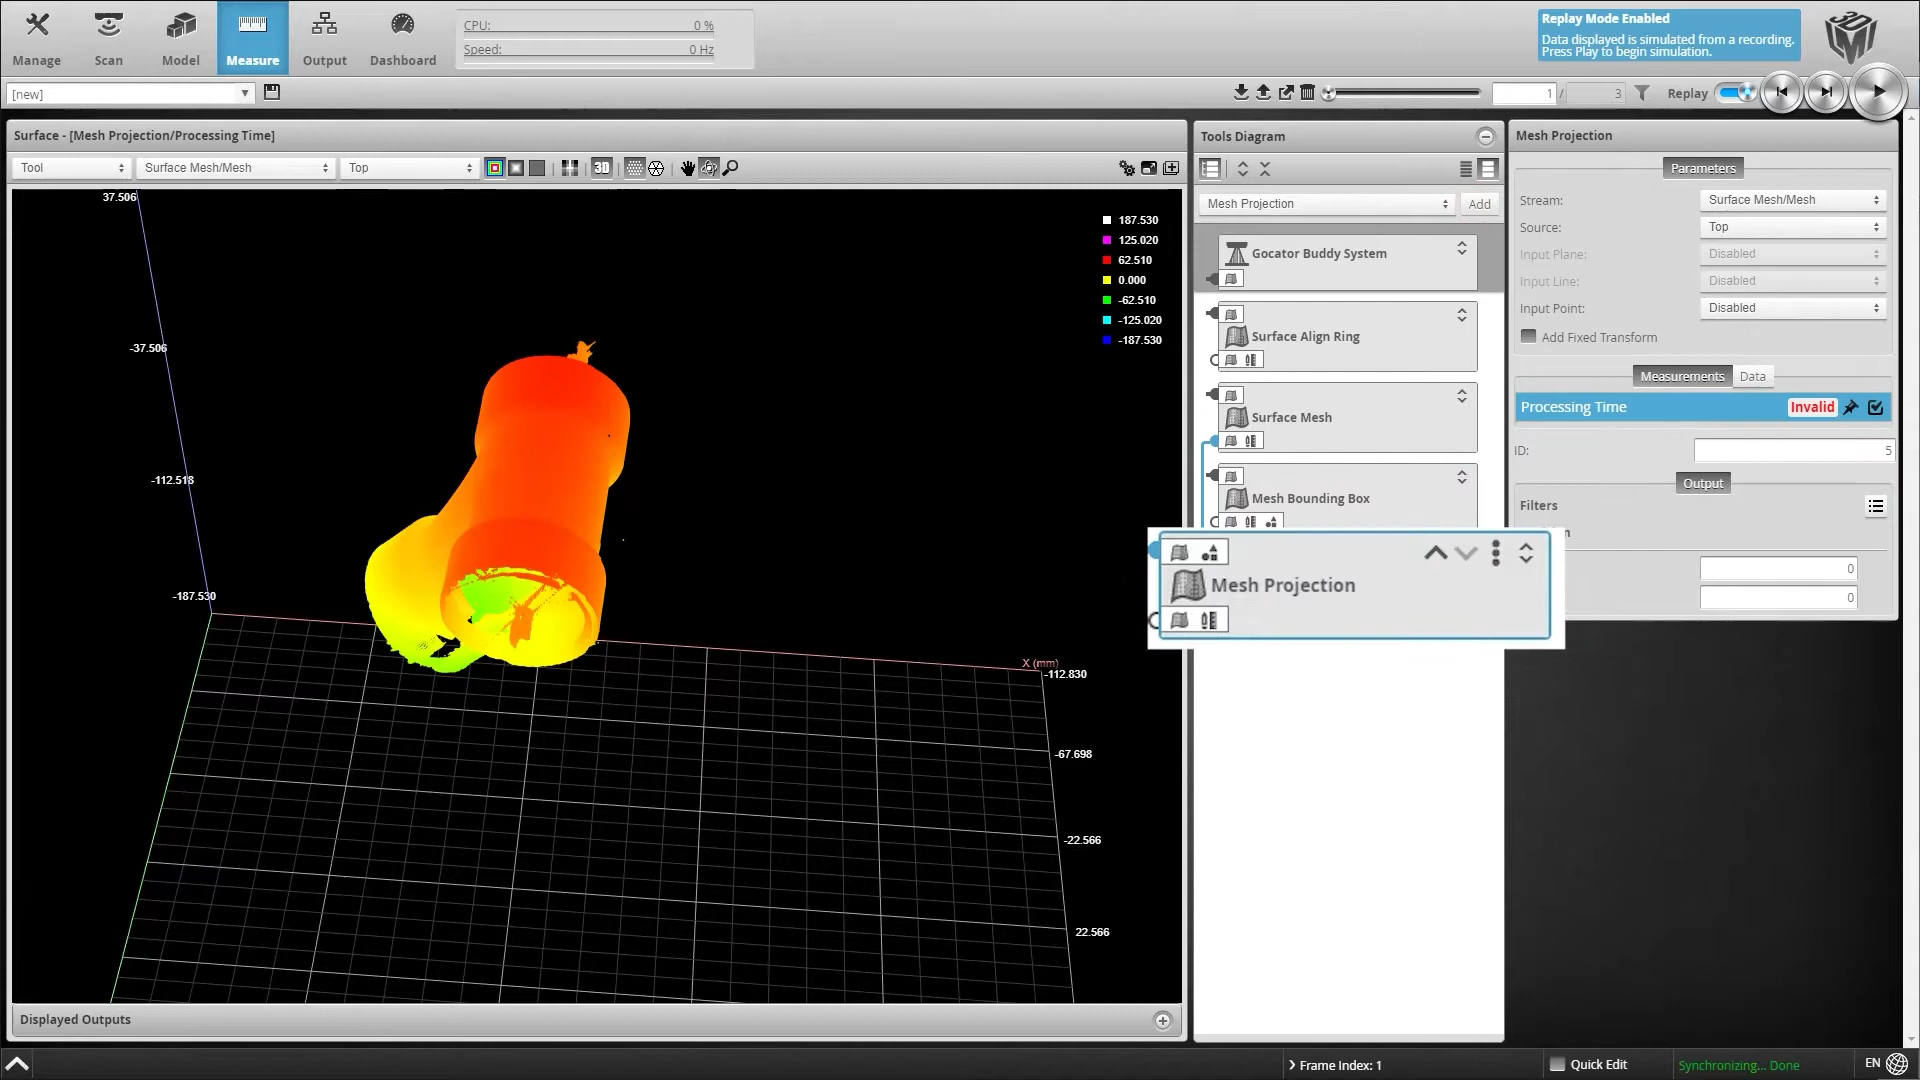 Manage
Scan
Model
Measure
Output
Dashboard
CPU: 0 %
Speed: 0 Hz
Replay Mode Enabled
Data displayed is simulated from a recording.
Press Play to begin simulation.
[new]
1 / 3
Replay
Surface - [Mesh Projection/Processing Time]
Tool
Surface Mesh/Mesh
Top
3D
37.506
-37.506
-112.518
-187.530
X (mm)
-112.830
-67.698
-22.566
22.566
187.530
125.020
62.510
0.000
-62.510
-125.020
-187.530
Displayed Outputs
Tools Diagram
Mesh Projection
Add
Gocator Buddy System
Surface Align Ring
Surface Mesh
Mesh Bounding Box
Mesh Projection
Mesh Projection
Parameters
Stream: Surface Mesh/Mesh
Source: Top
Input Plane: Disabled
Input Line: Disabled
Input Point: Disabled
Add Fixed Transform
Measurements
Data
Processing Time Invalid
ID: 5
Output
Filters
n
0
0
Frame Index: 1
Quick Edit
Synchronizing... Done
EN